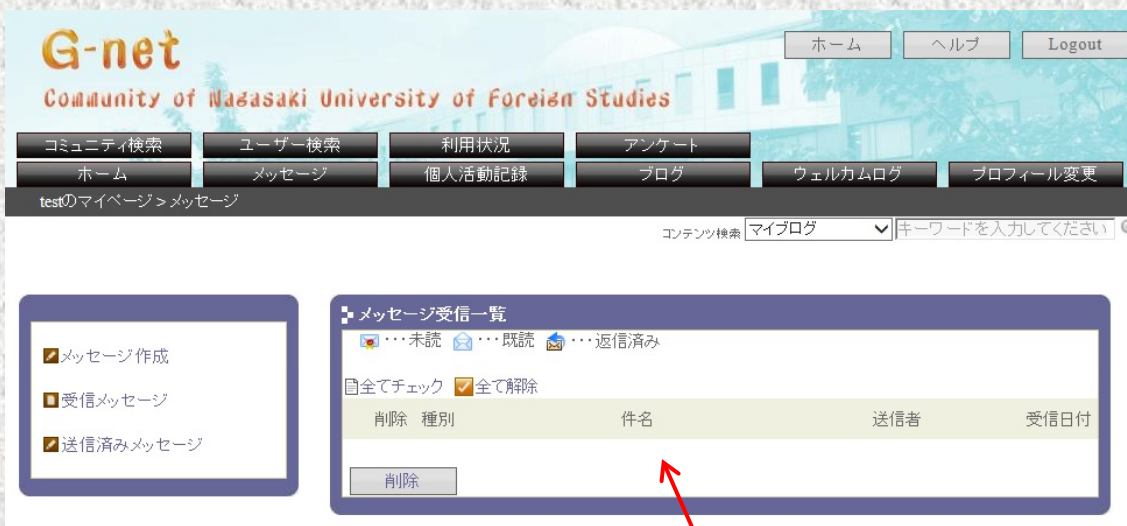 G-net
Community of Nagasaki University of Foreign Studies
ホーム ヘルプ Logout
コミュニティ検索 ユーザー検索 利用状況 アンケート
ホーム メッセージ 個人活動記録 ブログ ウェルカムログ プロフィール変更
testのマイページ > メッセージ
コンテンツ検索 マイブログ キーワードを入力してください
メッセージ作成
受信メッセージ
送信済みメッセージ
メッセージ受信一覧
･･･未読 ･･･既読 ･･･返信済み
全てチェック 全て解除
削除 種別 件名 送信者 受信日付
削除